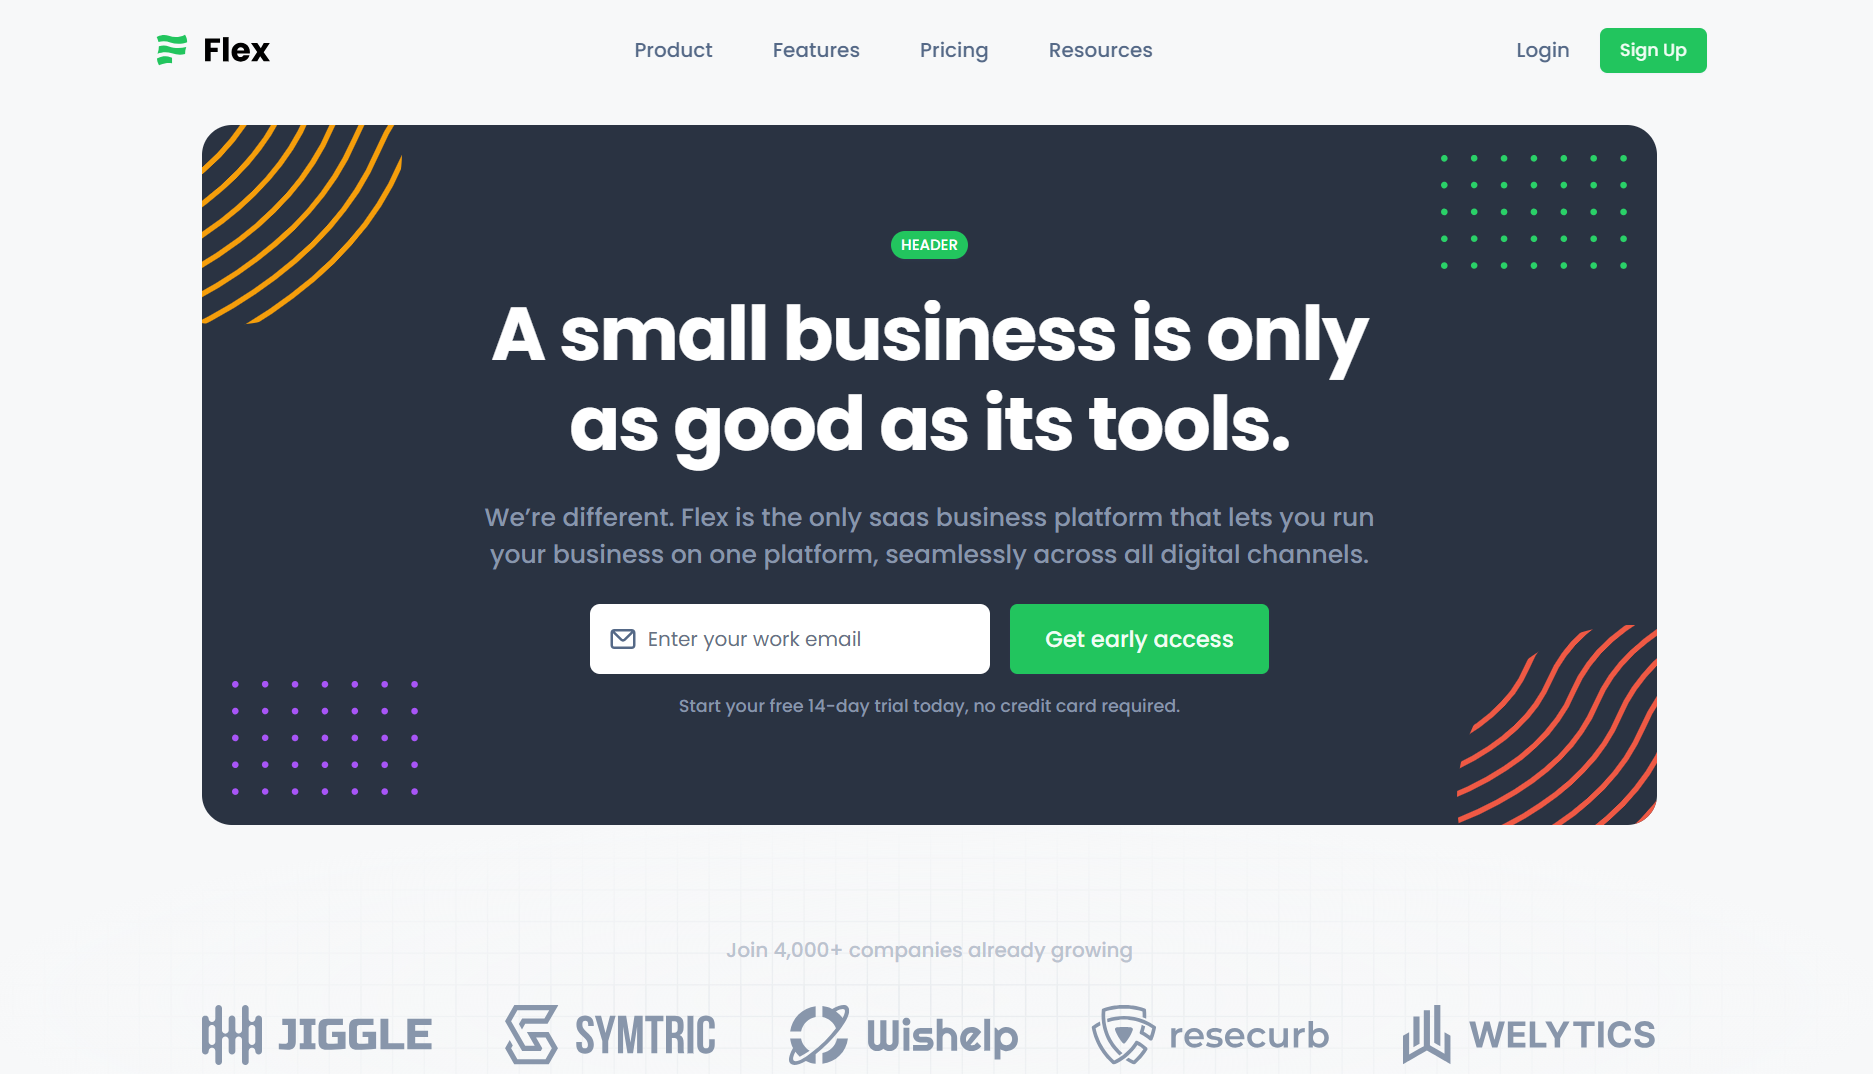 Flex
Product Features Pricing Resources
Login Sign Up
HEADER
A small business is only
as good as its tools.
We’re different. Flex is the only saas business platform that lets you run
your business on one platform, seamlessly across all digital channels.
Enter your work email Get early access
Start your free 14-day trial today, no credit card required.
Join 4,000+ companies already growing
JIGGLE SYMTRIC Wishelp resecurb WELYTICS